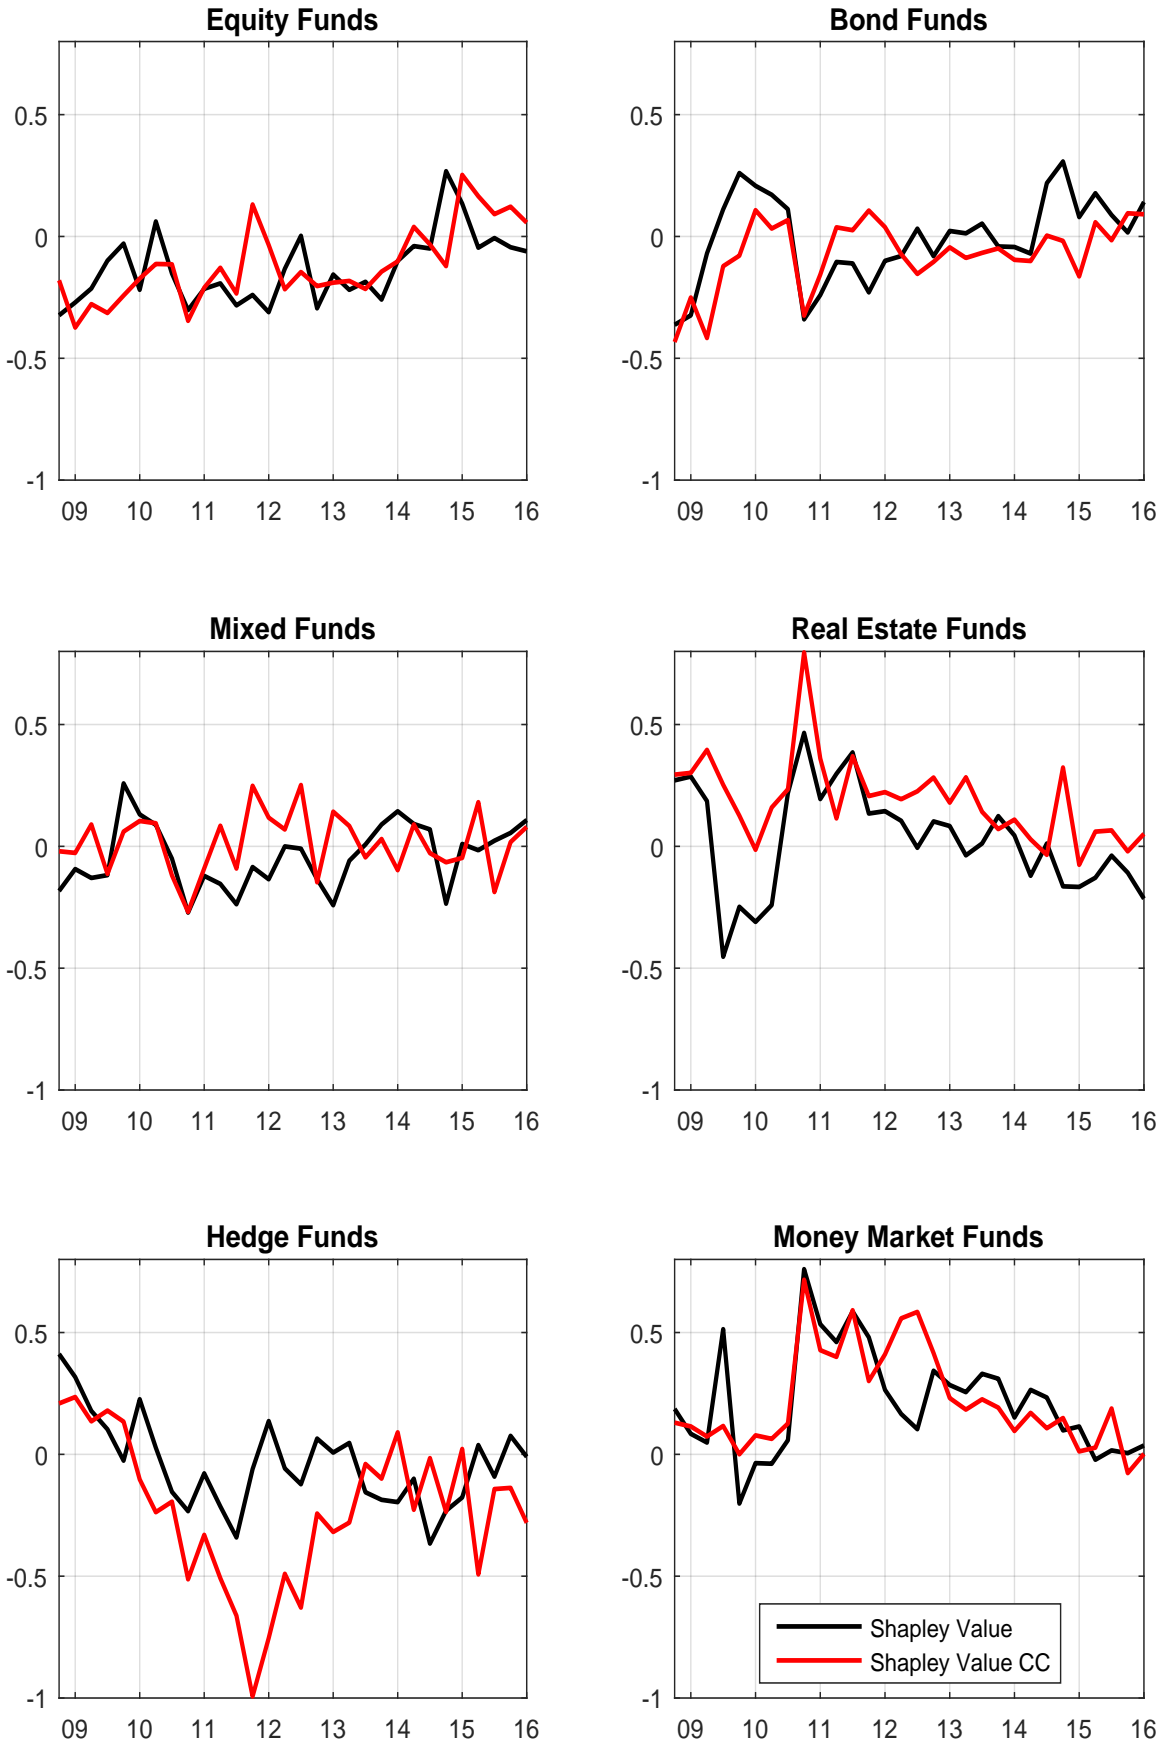 Equity Funds
Bond Funds
0.5
0
-0.5
-1
09 10 11 12 13 14 15 16
0.5
0
-0.5
-1
09 10 11 12 13 14 15 16
Mixed Funds
Real Estate Funds
0.5
0
-0.5
-1
09 10 11 12 13 14 15 16
0.5
0
-0.5
-1
09 10 11 12 13 14 15 16
Hedge Funds
Money Market Funds
0.5
0
-0.5
-1
09 10 11 12 13 14 15 16
0.5
0
-0.5
-1
09 10 11 12 13 14 15 16
Shapley Value
Shapley Value CC